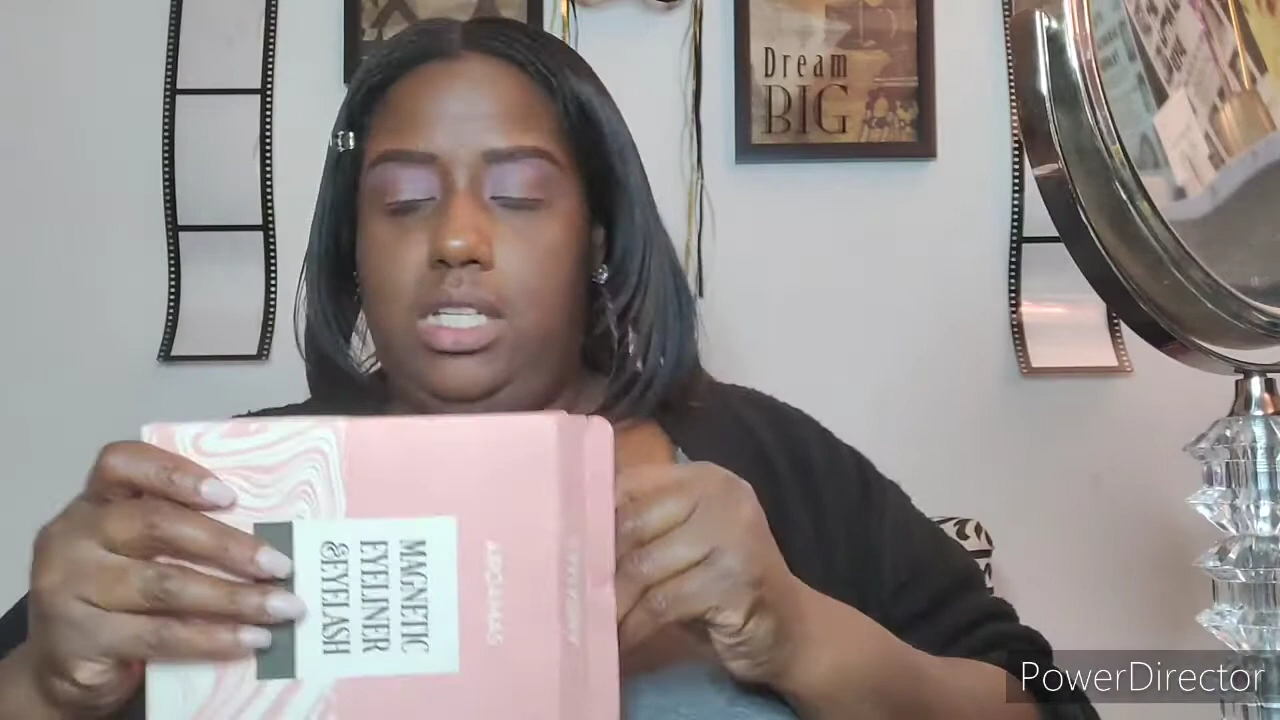 Dream
BIG
MAGNETIC
EYELINER
&EYELASH
PowerDirector